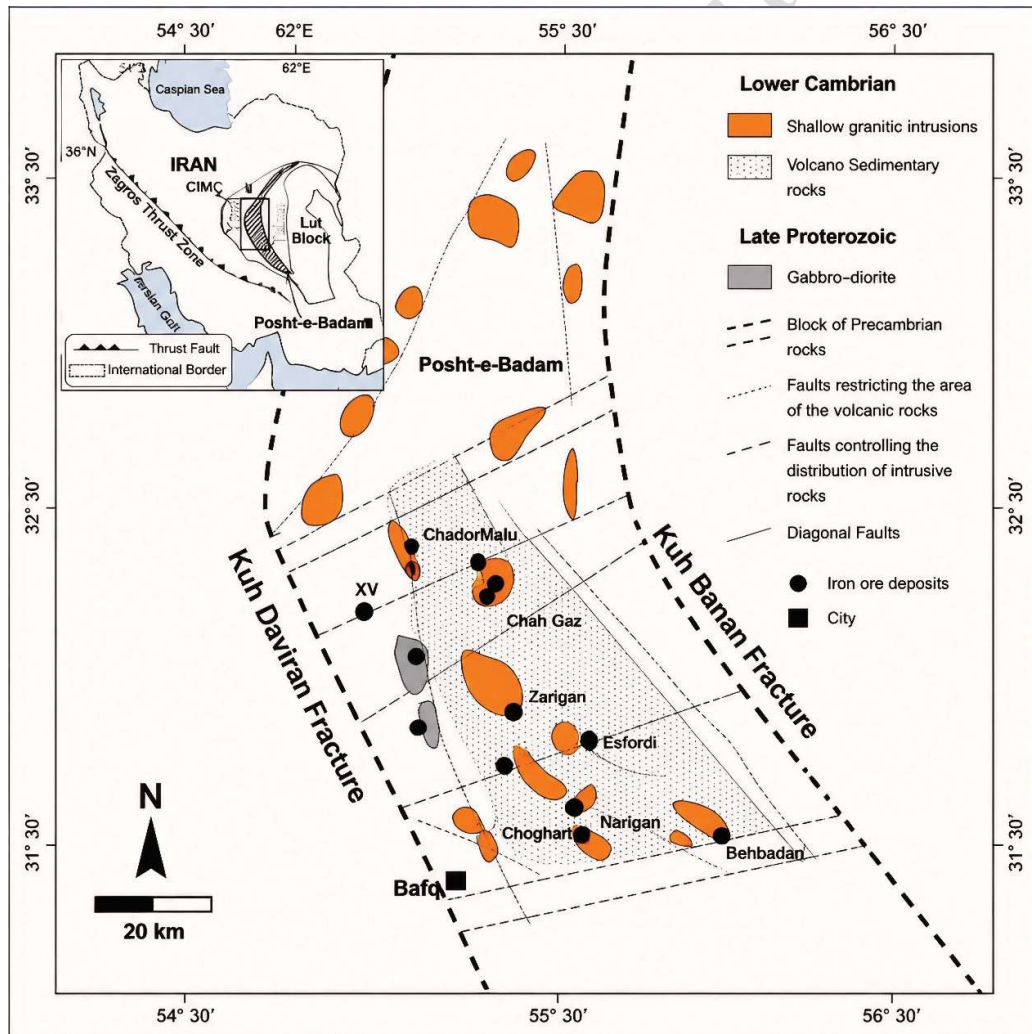 54° 30′
62° E
55° 30′
56° 30′
62°E
Caspian Sea
36°N
IRAN
CIMC
Zagros Thrust Zone
Lut
Block
Posht-e-Badam
Thrust Fault
International Border
Lower Cambrian
Shallow granitic intrusions
Volcano Sedimentary
rocks
Late Proterozoic
Gabbro–diorite
Block of Precambrian
rocks
Faults restricting the
area of the volcanic rocks
Faults controlling the
distribution of intrusive
rocks
Diagonal Faults
Iron ore deposits
City
33° 30′
33° 30′
Posht-e-Badam
32° 30′
32° 30′
ChadorMalu
XV
Chah Gaz
Kuh Daviran Fracture
Kuh Banan Fracture
Zarigan
Esfordi
Narigan
Choghart
Behbadan
31° 30′
31° 30′
N
Bafq
20 km
54° 30′
55° 30′
56° 30′